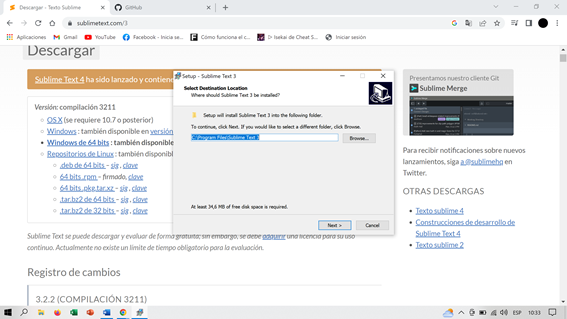 Descargar - Texto Sublime
GitHub
sublimetext.com/3
Aplicaciones
Gmail
YouTube
Facebook - Inicia se...
Cómo funciona el c...
Isekai de Cheat S...
Iniciar sesión
Descargar
Sublime Text 4 ha sido lanzado y contiene
Versión: compilación 3211
OS X (se requiere 10.7 o posterior)
Windows : también disponible en versión
Windows de 64 bits : también disponible
Repositorios de Linux : también disponible
.deb de 64 bits – sig , clave
64 bits .rpm – firmado, clave
64 bits .pkg.tar.xz – sig , clave
.tar.bz2 de 64 bits – sig , clave
.tar.bz2 de 32 bits – sig , clave
Sublime Text se puede descargar y evaluar de forma gratuita; sin embargo, se debe adquirir una licencia para su uso
continuo. Actualmente no existe un límite de tiempo obligatorio para la evaluación.
Registro de cambios
3.2.2 (COMPILACIÓN 3211)
Setup - Sublime Text 3
Select Destination Location
Where should Sublime Text 3 be installed?
Setup will install Sublime Text 3 into the following folder.
To continue, click Next. If you would like to select a different folder, click Browse.
C:\Program Files\Sublime Text 3
Browse...
At least 34,6 MB of free disk space is required.
Next >
Cancel
Presentamos nuestro cliente Git
Sublime Merge
Para recibir notificaciones sobre nuevos
lanzamientos, siga a @sublimehq en
Twitter.
OTRAS DESCARGAS
Texto sublime 4
Construcciones de desarrollo de
Sublime Text 4
Texto sublime 2
ESP
10:33